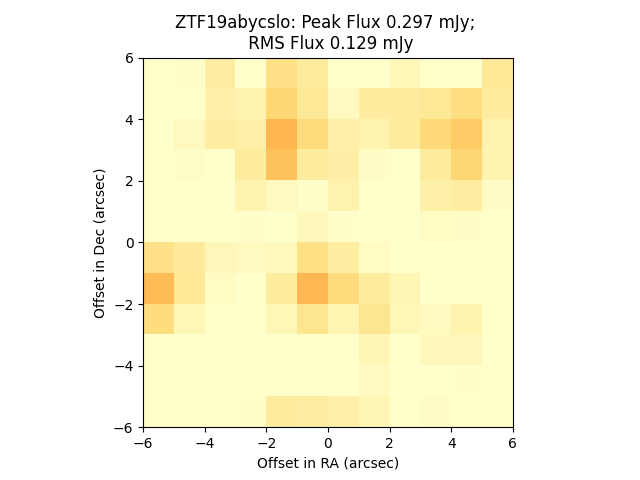 ZTF19abycslo: Peak Flux 0.297 mJy;
RMS Flux 0.129 mJy
6
4
2
0
−2
−4
−6
Offset in Dec (arcsec)
−6 −4 −2 0 2 4 6
Offset in RA (arcsec)